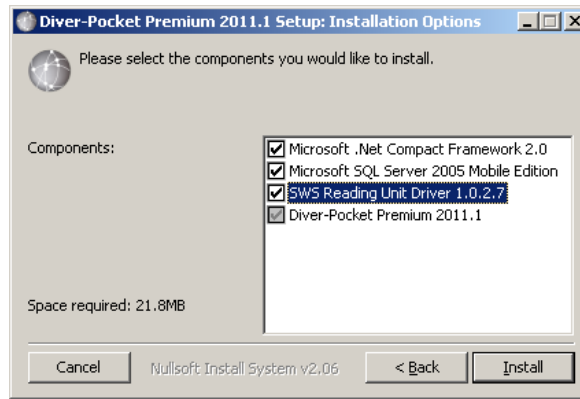 Diver-Pocket Premium 2011.1 Setup: Installation Options
Please select the components you would like to install.
Components:
Microsoft .Net Compact Framework 2.0
Microsoft SQL Server 2005 Mobile Edition
SWS Reading Unit Driver 1.0.2.7
Diver-Pocket Premium 2011.1
Space required: 21.8MB
Cancel
Nullsoft Install System v2.06
< Back
Install